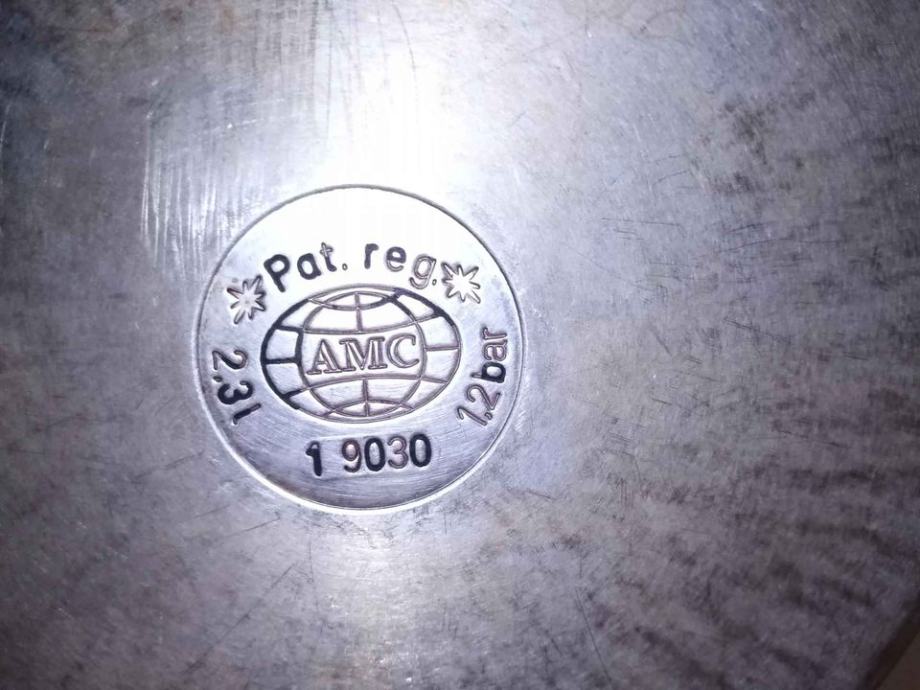 Pat. reg.
2.3l
AMC
1,2bar
1 9030